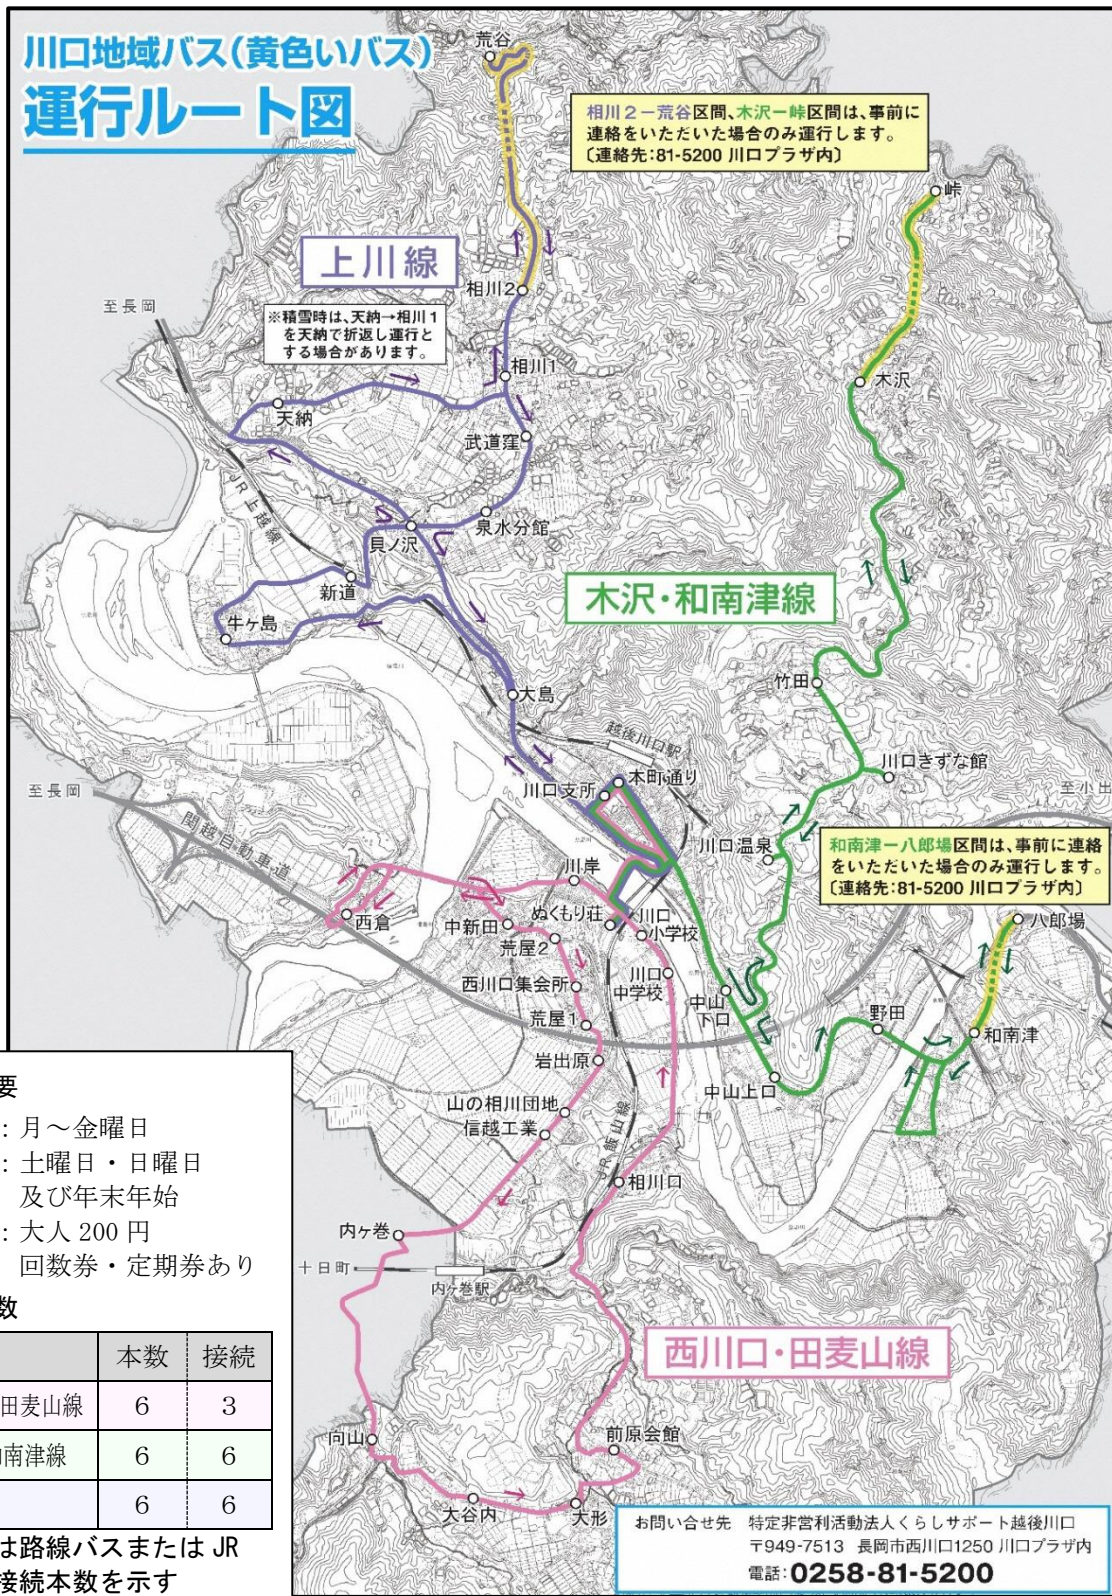 川口地域バス(黄色いバス)
運行ルート図
荒谷
相川2-荒谷区間、木沢-峠区間は、事前に
連絡をいただいた場合のみ運行します。
〔連絡先:81-5200 川口プラザ内〕
峠
上川線
相川2
至長岡
※積雪時は、天納→相川1
を天納で折返し運行と
する場合があります。
相川1
木沢
天納
武道窪
JR上越線
泉水分館
貝ノ沢
新道
木沢・和南津線
牛ヶ島
竹田
大島
越後川口駅
川口きずな館
本町通り
至長岡
川口支所
至小出
関越自動車道
川口温泉
和南津-八郎場区間は、事前に連絡
をいただいた場合のみ運行します。
〔連絡先:81-5200 川口プラザ内〕
川岸
西倉
中新田
ぬくもり荘
川口
小学校
八郎場
荒屋2
西川口集会所
川口
中学校
中山
下口
野田
和南津
荒屋1
岩出原
中山上口
山の相川団地
信越工業
JR飯山線
相川口
内ヶ巻
十日町
内ヶ巻駅
西川口・田麦山線
向山
前原会館
大谷内
大形
要
: 月~金曜日
: 土曜日・日曜日
及び年末年始
: 大人 200 円
回数券・定期券あり
数
本数 接続
田麦山線 6 3
南津線 6 6
6 6
は路線バスまたは JR
接続本数を示す
お問い合せ先 特定非営利活動法人くらしサポート越後川口
〒949-7513 長岡市西川口1250 川口プラザ内
電話:0258-81-5200